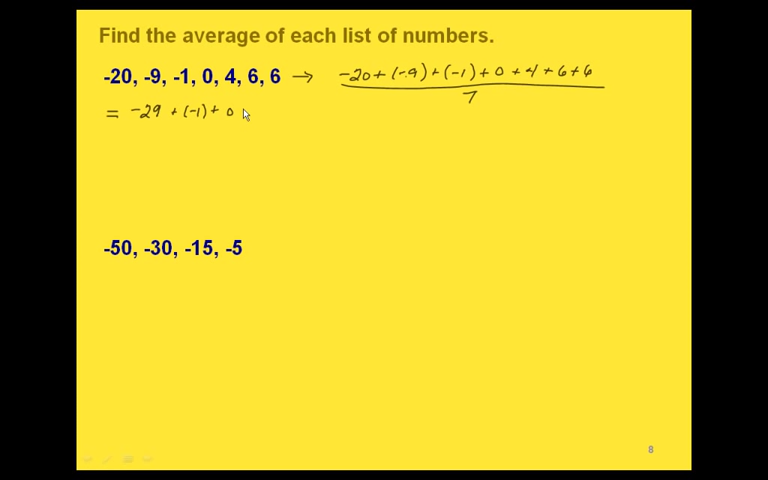 Find the average of each list of numbers.
-20, -9, -1, 0, 4, 6, 6 → -20 + (-9) + (-1) + 0 + 4 + 6 + 6
7
= -29 + (-1) + 0
-50, -30, -15, -5
8